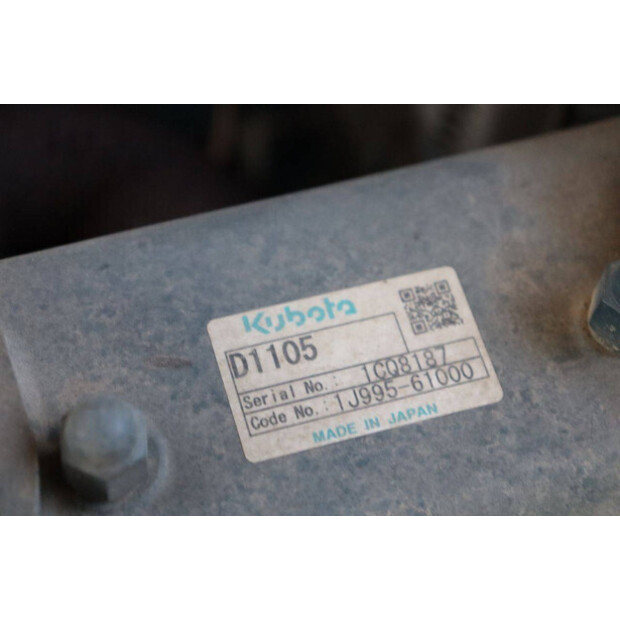 Kubota
D1105
Serial No.: 1CQ8187
Code No.: 1J995-61000
MADE IN JAPAN